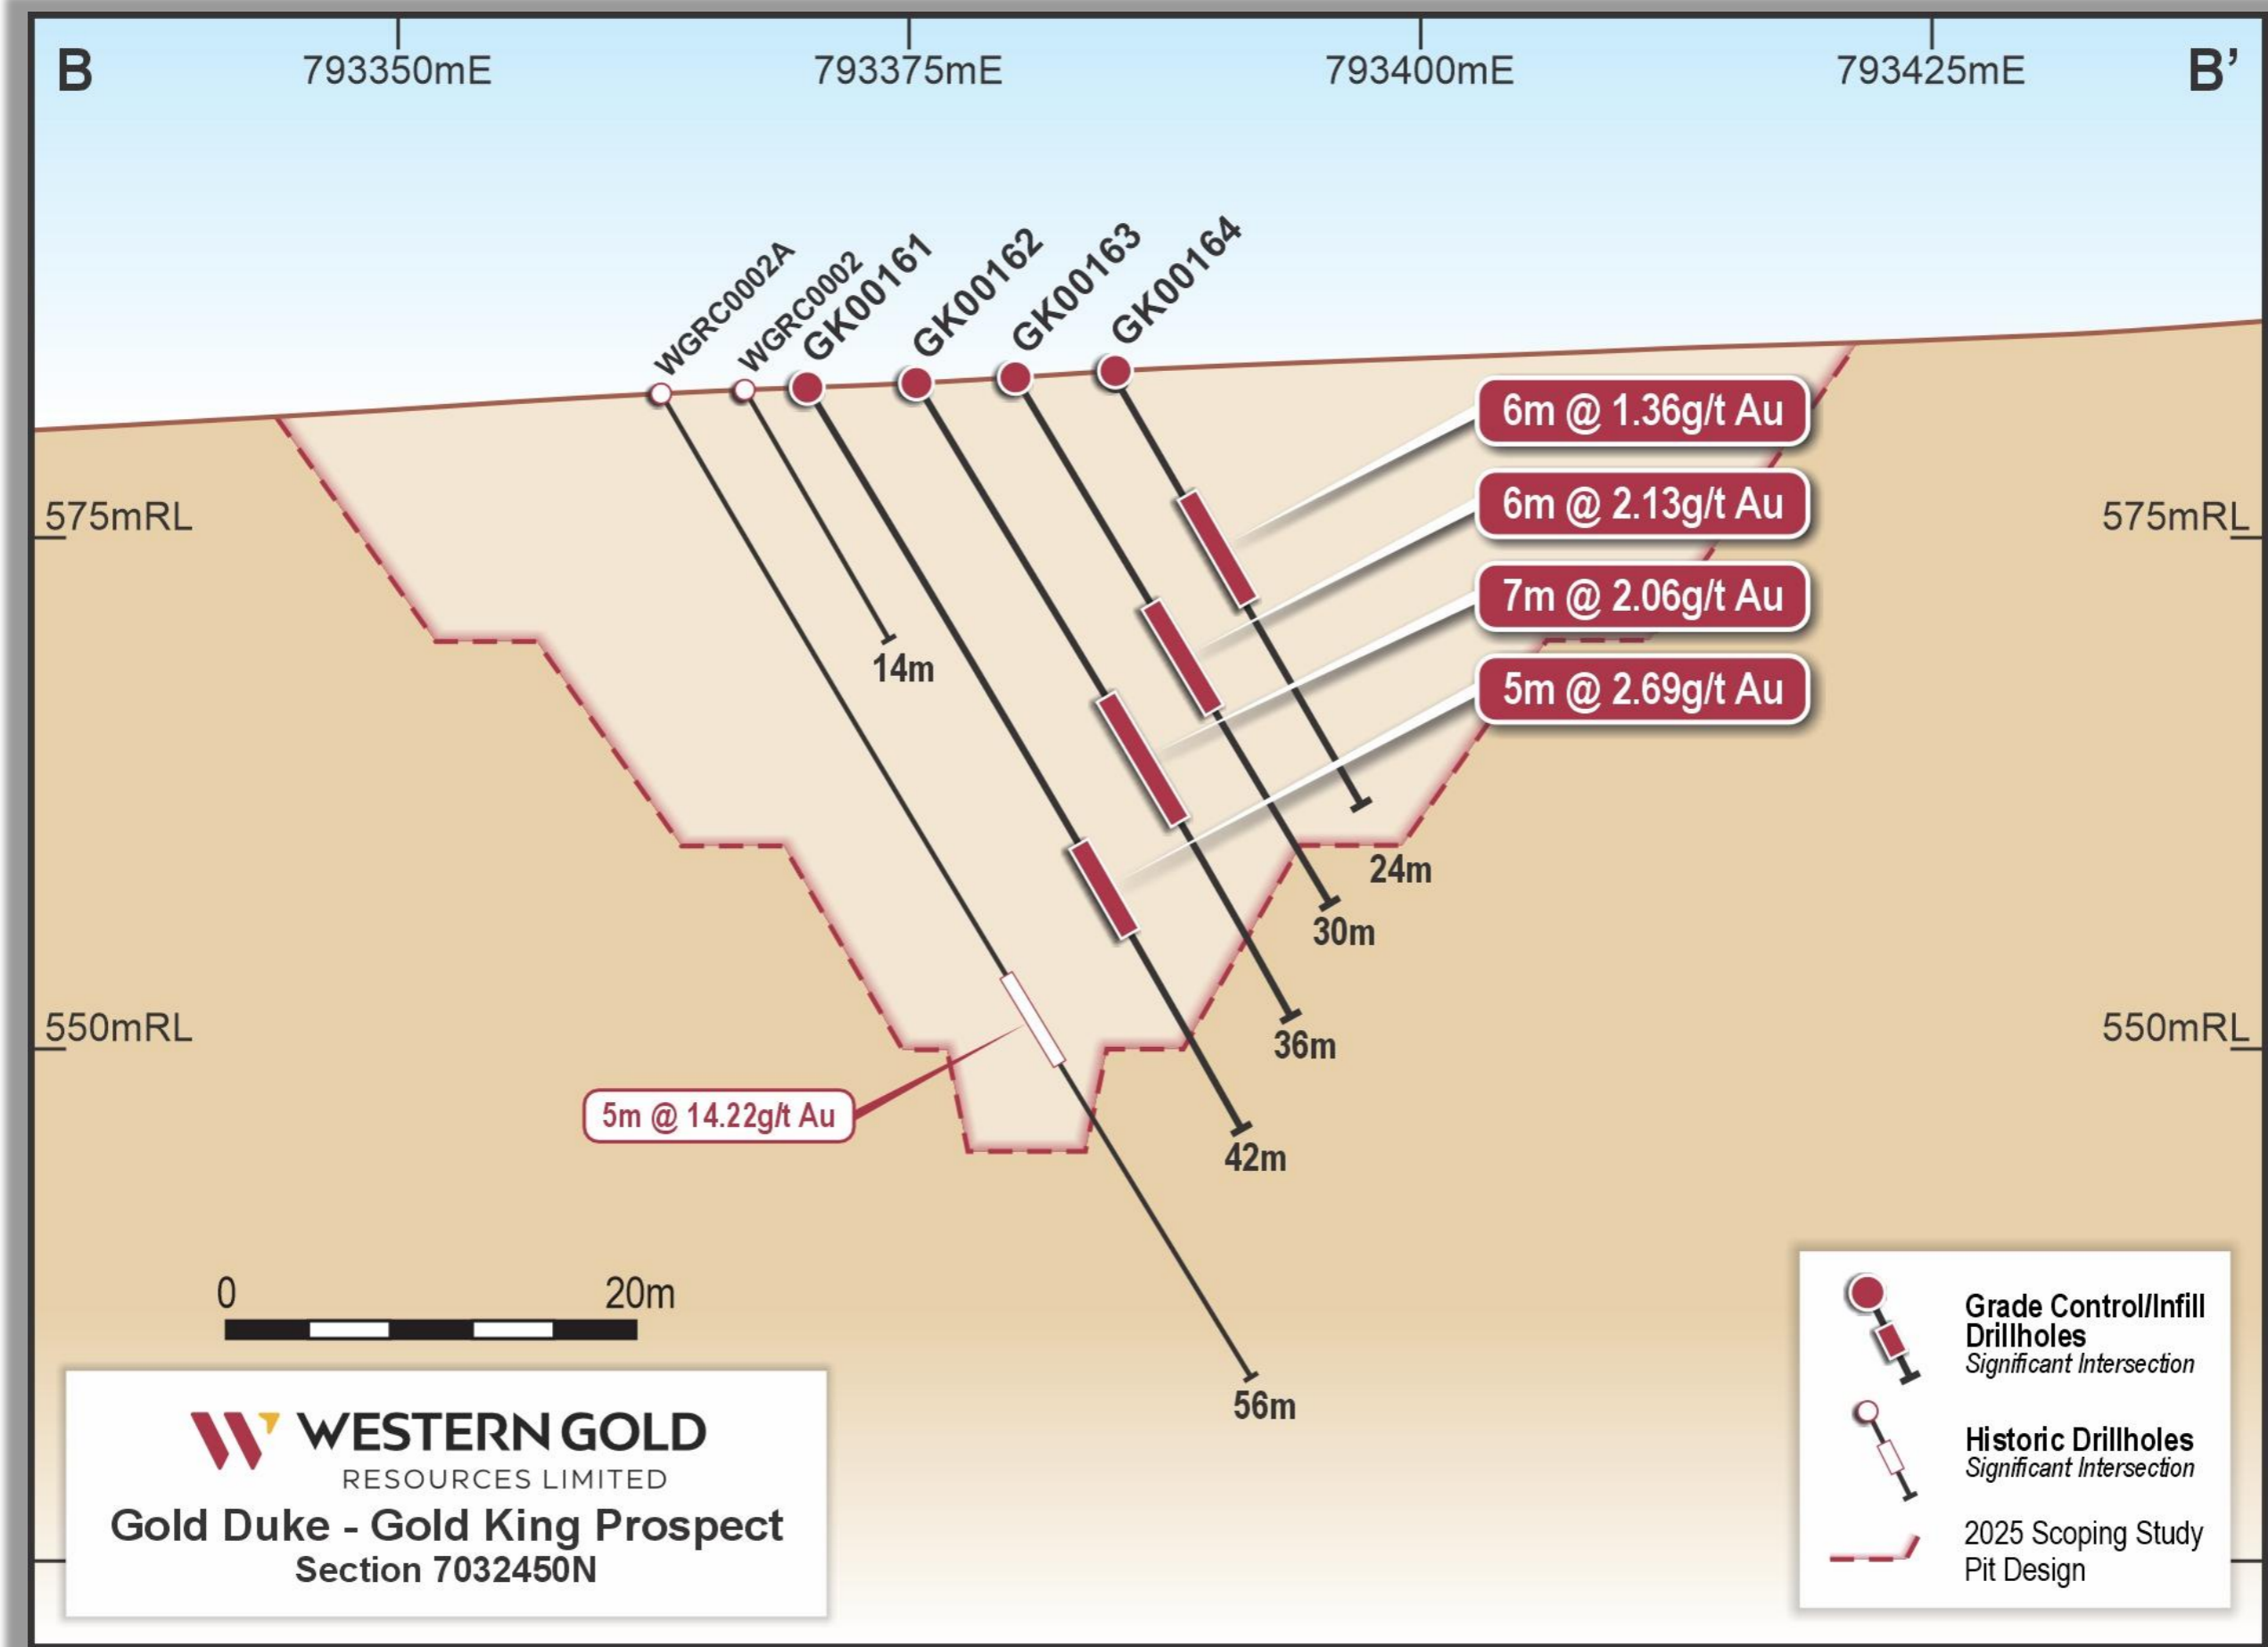 B
793350mE
793375mE
793400mE
793425mE
B’
WGRC0002A
WGRC0002
GK00161
GK00162
GK00163
GK00164
6m @ 1.36g/t Au
6m @ 2.13g/t Au
7m @ 2.06g/t Au
5m @ 2.69g/t Au
575mRL
575mRL
14m
24m
30m
550mRL
550mRL
36m
5m @ 14.22g/t Au
42m
56m
0
20m
WESTERN GOLD
RESOURCES LIMITED
Gold Duke - Gold King Prospect
Section 7032450N
Grade Control/Infill
Drillholes
Significant Intersection
Historic Drillholes
Significant Intersection
2025 Scoping Study
Pit Design